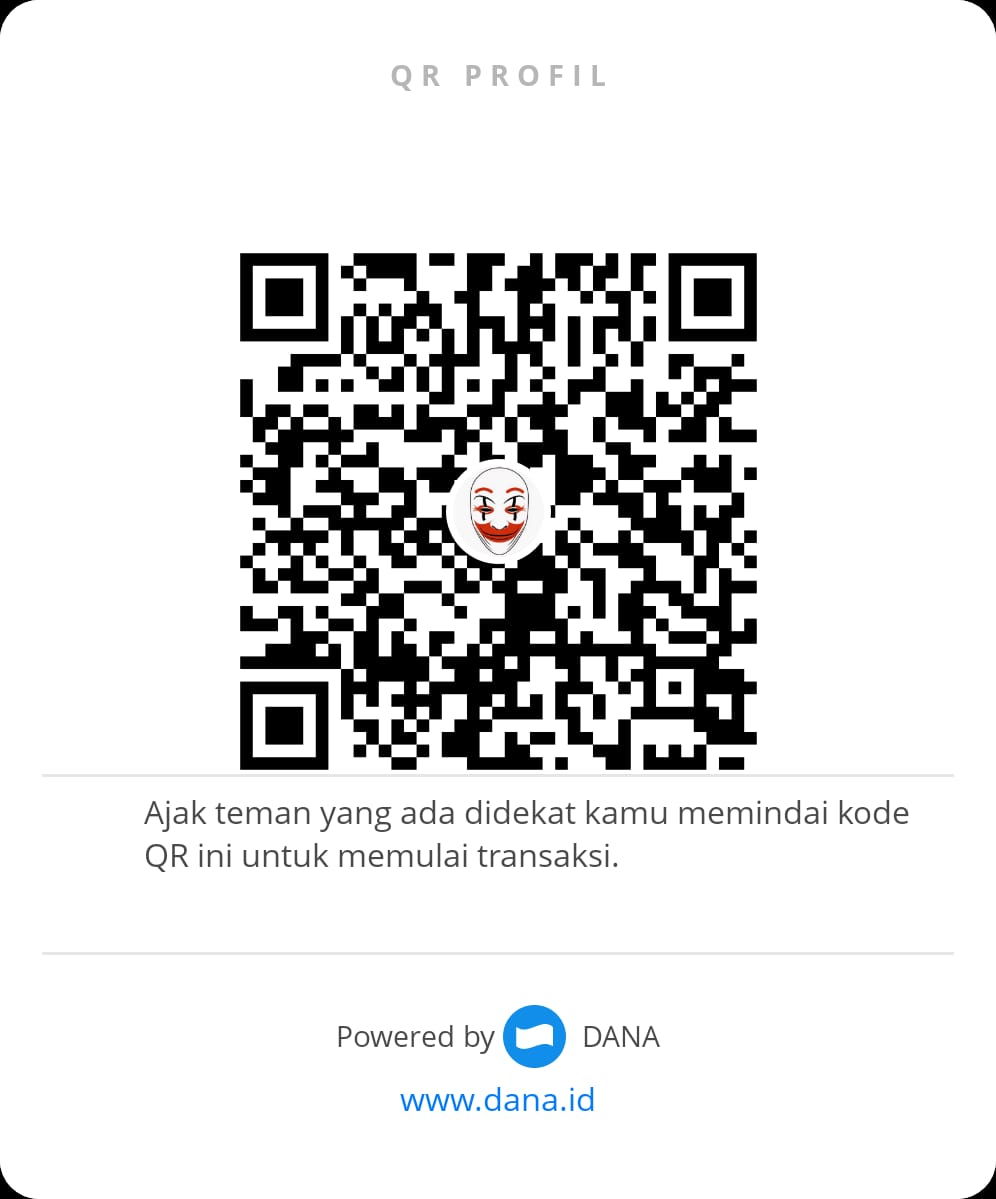 QR PROFIL
Ajak teman yang ada didekat kamu memindai kode
QR ini untuk memulai transaksi.
Powered by DANA
www.dana.id